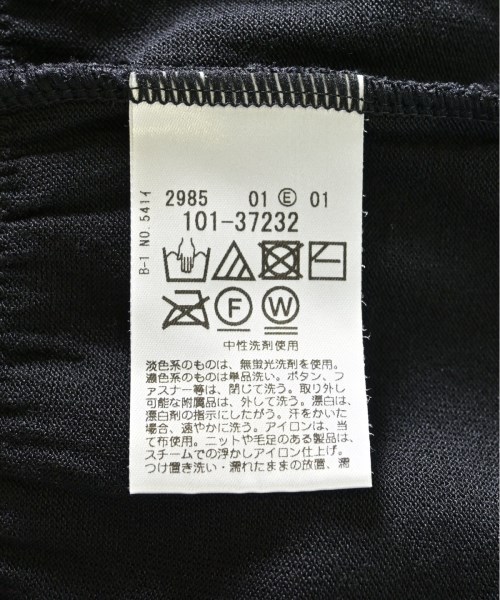 B-1 NO.5414
2985 01 Ⓔ 01
101-37232
F W
中性洗剤使用
淡色系のものは、無蛍光洗剤を使用。
濃色系のものは単品洗い。ボタン、フ
ァスナー等は、閉じて洗う。取り外し
可能な附属品は、外して洗う。漂白は、
漂白剤の指示にしたがう。汗をかい
た場合、速やかに洗う。アイロンは、当
て布使用。ニットや毛足のある製品は、
スチームでの浮かしアイロン仕上げ。
つけ置き洗い・濡れたままの放置、濡